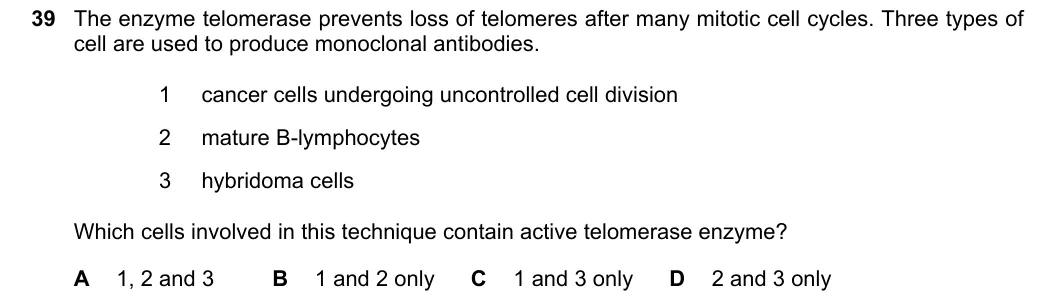 39 The enzyme telomerase prevents loss of telomeres after many mitotic cell cycles. Three types of
cell are used to produce monoclonal antibodies.
1 cancer cells undergoing uncontrolled cell division
2 mature B-lymphocytes
3 hybridoma cells
Which cells involved in this technique contain active telomerase enzyme?
A 1, 2 and 3 B 1 and 2 only C 1 and 3 only D 2 and 3 only